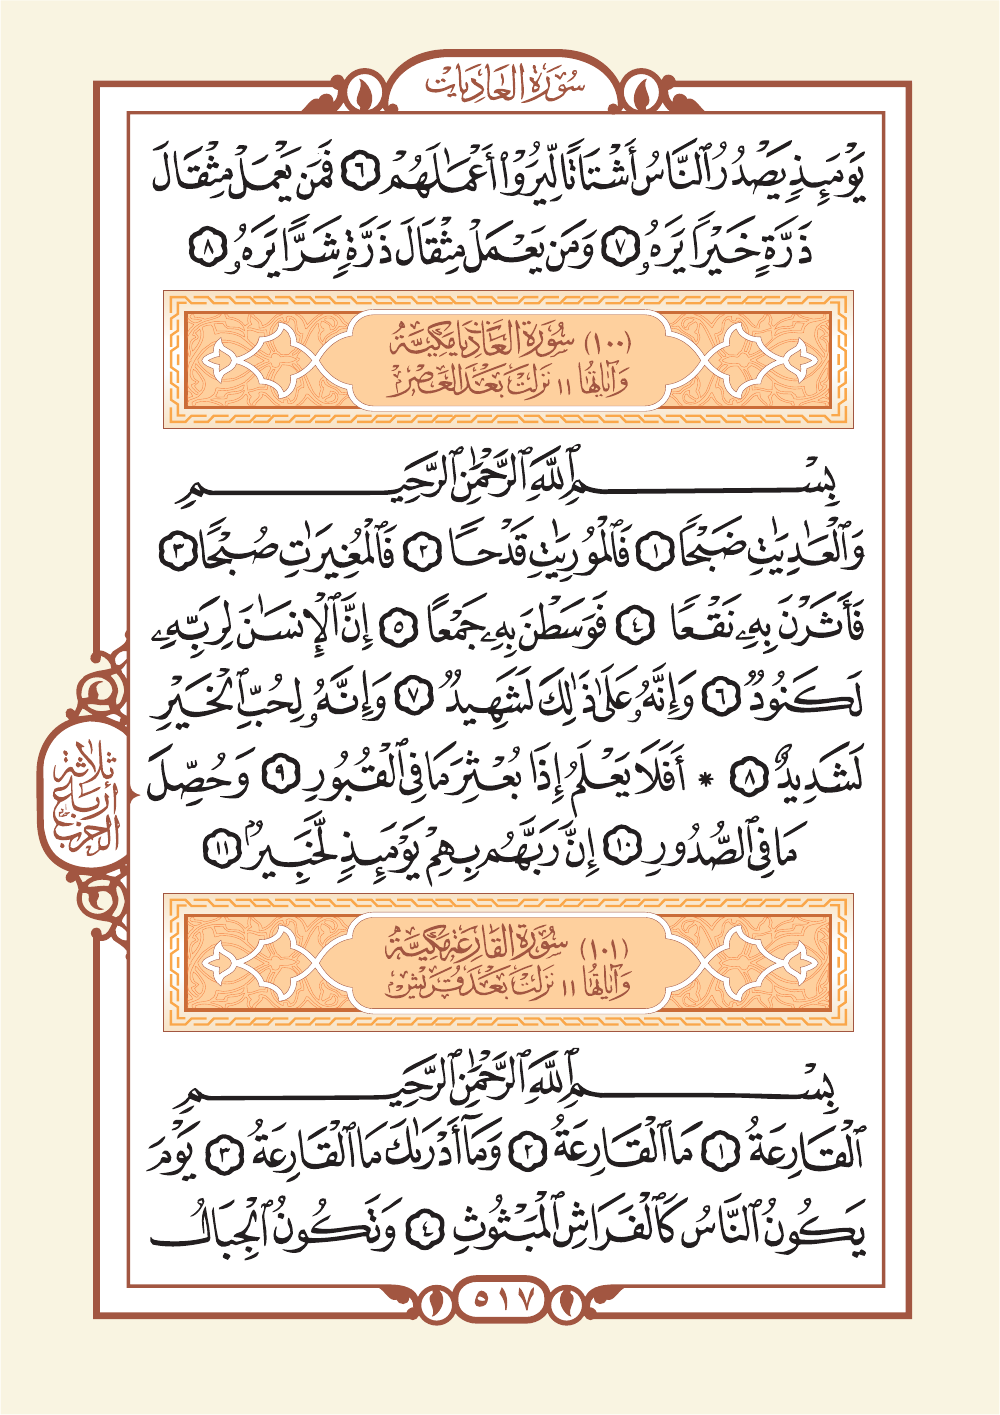 سُورَةُ العَادِيَات
يَوْمَئِذٍ يَصْدُرُ ٱلنَّاسُ أَشْتَاتًا لِّيُرَوْا۟ أَعْمَـٰلَهُمْ ٦ فَمَن يَعْمَلْ مِثْقَالَ
ذَرَّةٍ خَيْرًا يَرَهُۥ ٧ وَمَن يَعْمَلْ مِثْقَالَ ذَرَّةٍ شَرًّا يَرَهُۥ ٨
(١٠٠) سُورَةُ العَادِيَات مَكِيَّةٌ
وَآيَاتُهَا ١١ نَزَلَتْ بَعْدَ العَصْرِ
بِسْمِ ٱللَّهِ ٱلرَّحْمَـٰنِ ٱلرَّحِيمِ
وَٱلْعَـٰدِيَـٰتِ ضَبْحًا ١ فَٱلْمُورِيَـٰتِ قَدْحًا ٢ فَٱلْمُغِيرَٰتِ صُبْحًا ٣
فَأَثَرْنَ بِهِۦ نَقْعًا ٤ فَوَسَطْنَ بِهِۦ جَمْعًا ٥ إِنَّ ٱلْإِنسَـٰنَ لِرَبِّهِۦ
لَكَنُودٌ ٦ وَإِنَّهُۥ عَلَىٰ ذَٰلِكَ لَشَهِيدٌ ٧ وَإِنَّهُۥ لِحُبِّ ٱلْخَيْرِ
لَشَدِيدٌ ٨ * أَفَلَا يَعْلَمُ إِذَا بُعْثِرَ مَا فِى ٱلْقُبُورِ ٩ وَحُصِّلَ
ثلاثة
أرباع
الحزب
مَا فِى ٱلصُّدُورِ ١٠ إِنَّ رَبَّهُم بِهِمْ يَوْمَئِذٍ لَّخَبِيرٌۢ ١١
(١٠١) سُورَةُ القَارِعَة مَكِيَّةٌ
وَآيَاتُهَا ١١ نَزَلَتْ بَعْدَ قُرَيْشٍ
بِسْمِ ٱللَّهِ ٱلرَّحْمَـٰنِ ٱلرَّحِيمِ
ٱلْقَارِعَةُ ١ مَا ٱلْقَارِعَةُ ٢ وَمَآ أَدْرَىٰكَ مَا ٱلْقَارِعَةُ ٣ يَوْمَ
يَكُونُ ٱلنَّاسُ كَٱلْفَرَاشِ ٱلْمَبْثُوثِ ٤ وَتَكُونُ ٱلْجِبَالُ
٥١٧